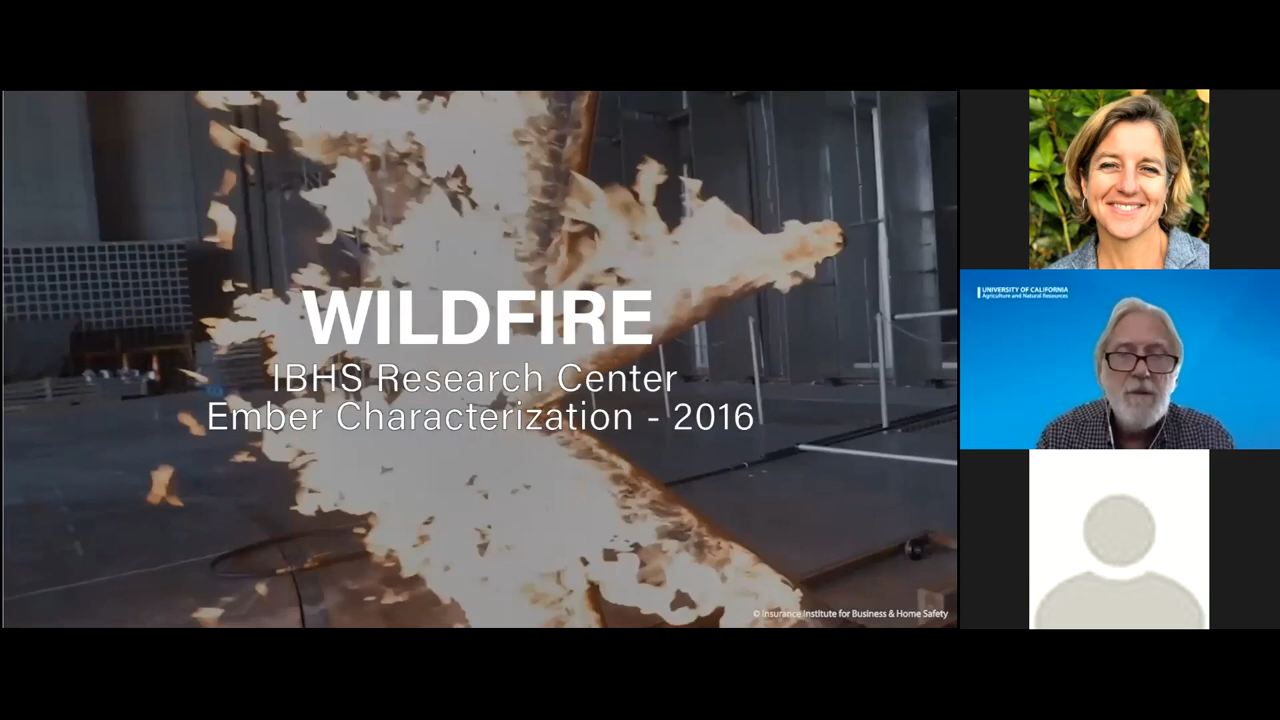 WILDFIRE
IBHS Research Center
Ember Characterization - 2016
© Insurance Institute for Business & Home Safety
UNIVERSITY OF CALIFORNIA
Agriculture and Natural Resources